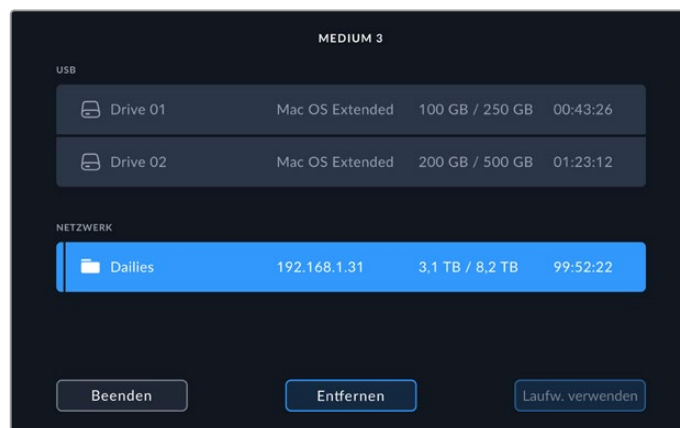 MEDIUM 3
USB
Drive 01 Mac OS Extended 100 GB / 250 GB 00:43:26
Drive 02 Mac OS Extended 200 GB / 500 GB 01:23:12
NETZWERK
Dailies 192.168.1.31 3,1 TB / 8,2 TB 99:52:22
Beenden Entfernen Laufw. verwenden